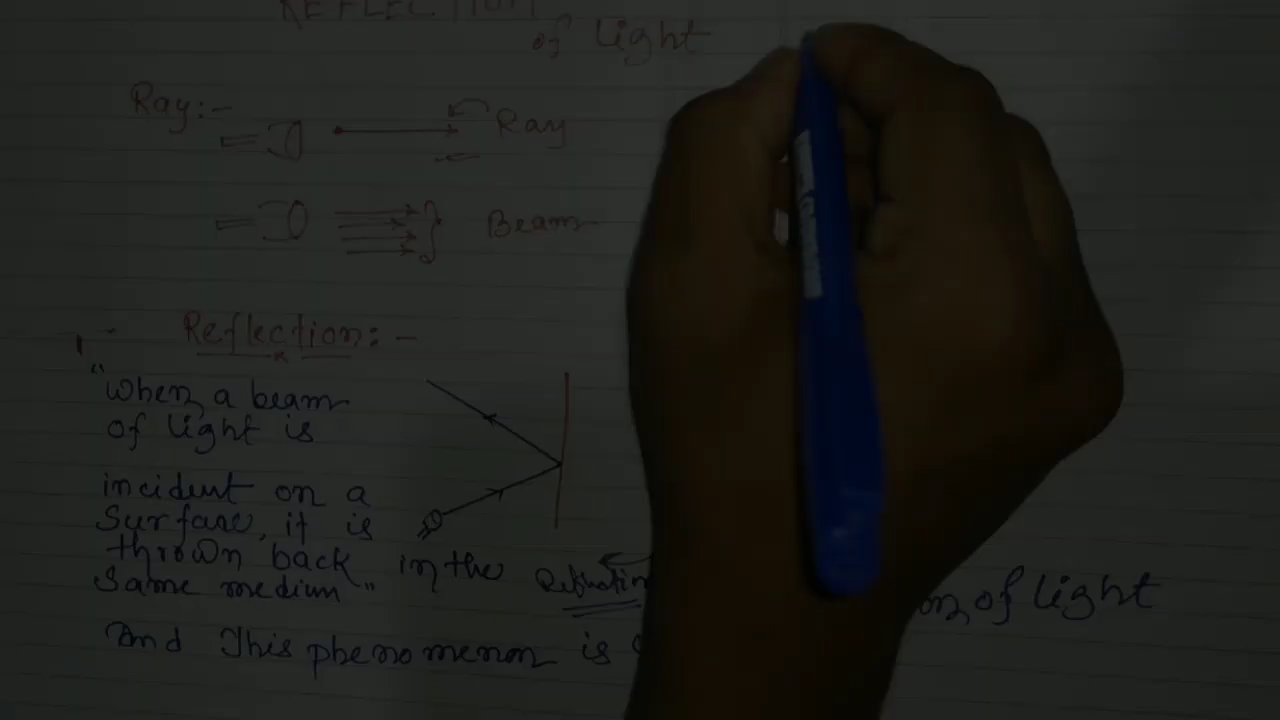 REFLECTION
of light
Ray:-
Ray
Beam
Reflection:-
"When a beam
of light is
incident on a
Surface, it is
thrown back in the
Same medium"
on of light
And This phenomenon is